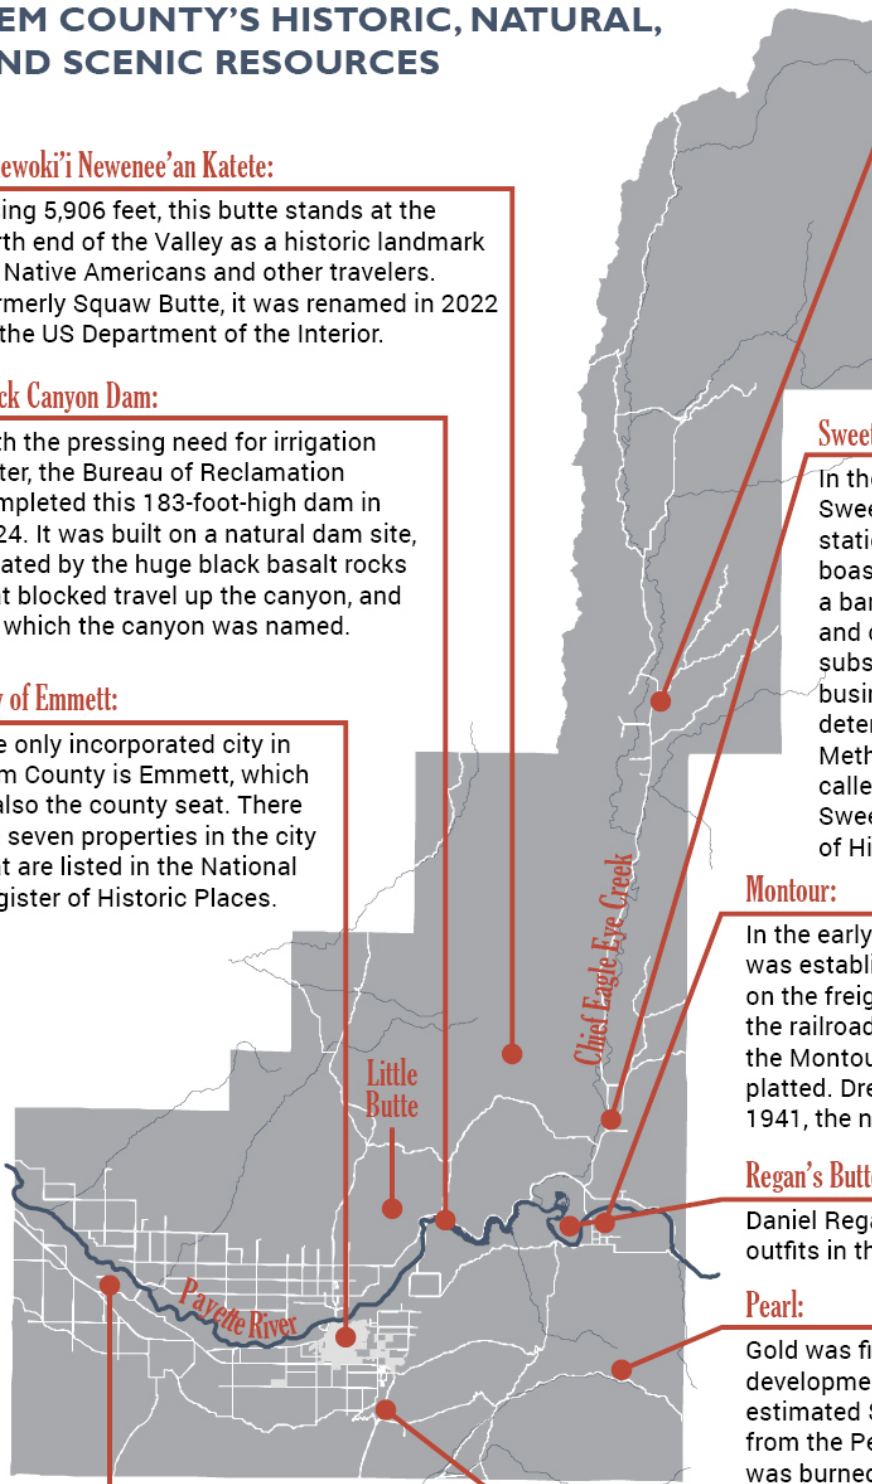 EM COUNTY'S HISTORIC, NATURAL,
ND SCENIC RESOURCES
ewoki'i Newenee'an Katete:
ing 5,906 feet, this butte stands at the
rth end of the Valley as a historic landmark
Native Americans and other travelers.
rmerly Squaw Butte, it was renamed in 2022
the US Department of the Interior.
ck Canyon Dam:
th the pressing need for irrigation
ter, the Bureau of Reclamation
mpleted this 183-foot-high dam in
24. It was built on a natural dam site,
ated by the huge black basalt rocks
t blocked travel up the canyon, and
which the canyon was named.
y of Emmett:
e only incorporated city in
m County is Emmett, which
also the county seat. There
seven properties in the city
t are listed in the National
gister of Historic Places.
Little
Butte
Payette River
Chief Eagle Eye Creek
Sweet
In the
Swee
static
boas
a bar
and c
subs
busin
deter
Meth
calle
Swee
of Hi
Montour:
In the early
was establi
on the freig
the railroad
the Montou
platted. Dre
1941, the n
Regan's Butte
Daniel Rega
outfits in th
Pearl:
Gold was fi
developme
estimated $
from the Pe
was burned